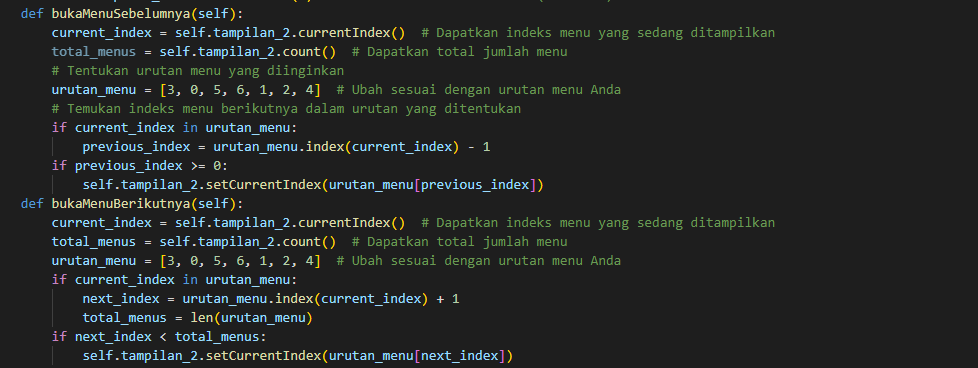 def bukaMenuSebelumnya(self):
    current_index = self.tampilan_2.currentIndex()  # Dapatkan indeks menu yang sedang ditampilkan
    total_menus = self.tampilan_2.count()  # Dapatkan total jumlah menu
    # Tentukan urutan menu yang diinginkan
    urutan_menu = [3, 0, 5, 6, 1, 2, 4]  # Ubah sesuai dengan urutan menu Anda
    # Temukan indeks menu berikutnya dalam urutan yang ditentukan
    if current_index in urutan_menu:
        previous_index = urutan_menu.index(current_index) - 1
    if previous_index >= 0:
        self.tampilan_2.setCurrentIndex(urutan_menu[previous_index])
def bukaMenuBerikutnya(self):
    current_index = self.tampilan_2.currentIndex()  # Dapatkan indeks menu yang sedang ditampilkan
    total_menus = self.tampilan_2.count()  # Dapatkan total jumlah menu
    urutan_menu = [3, 0, 5, 6, 1, 2, 4]  # Ubah sesuai dengan urutan menu Anda
    if current_index in urutan_menu:
        next_index = urutan_menu.index(current_index) + 1
        total_menus = len(urutan_menu)
    if next_index < total_menus:
        self.tampilan_2.setCurrentIndex(urutan_menu[next_index])